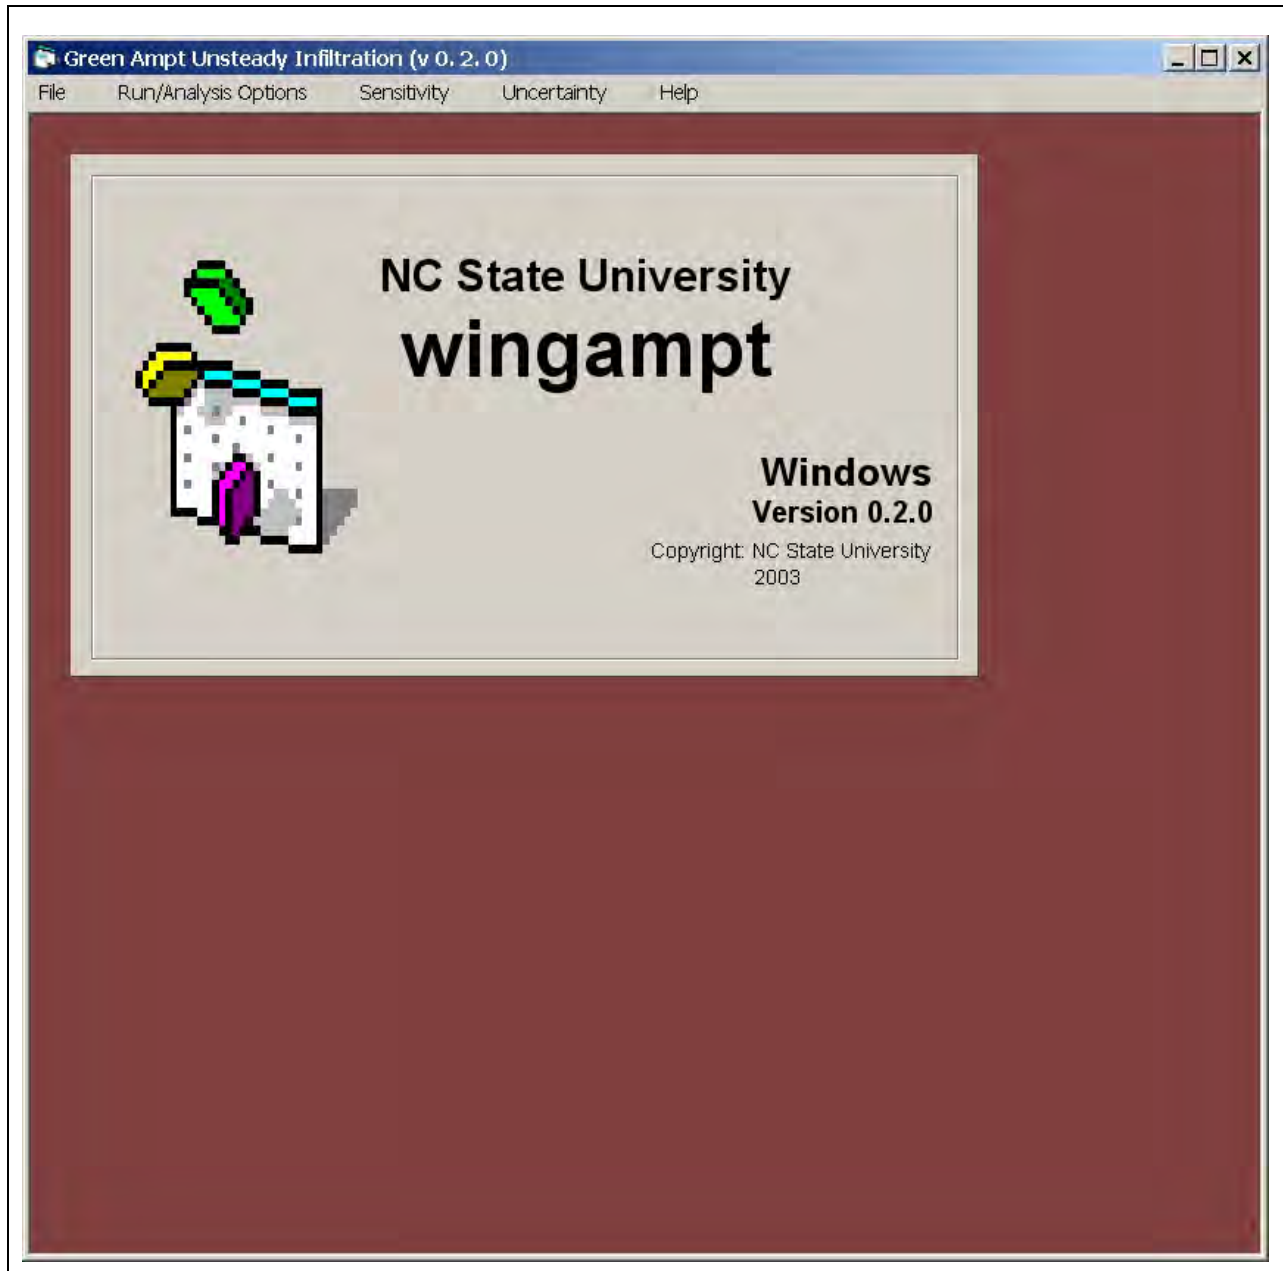 Green Ampt Unsteady Infiltration (v 0. 2. 0)
File Run/Analysis Options Sensitivity Uncertainty Help
NC State University
wingampt
Windows
Version 0.2.0
Copyright: NC State University
2003